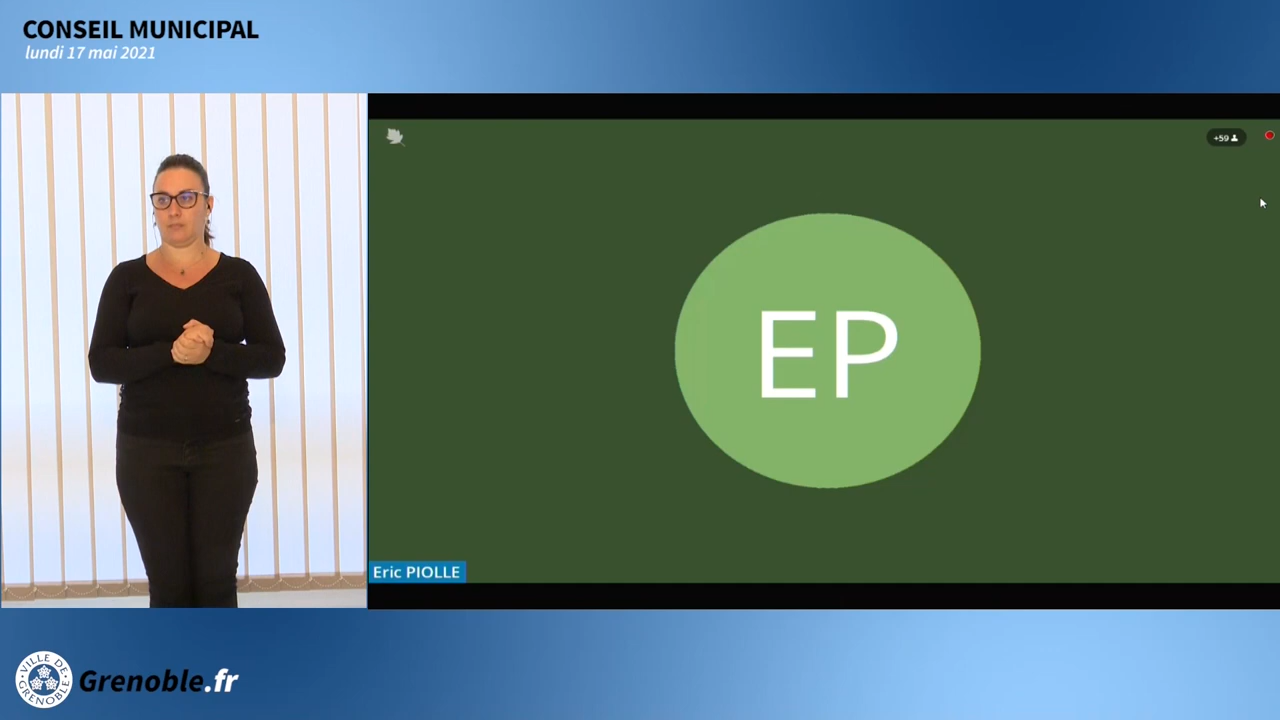 CONSEIL MUNICIPAL
lundi 17 mai 2021
+59
EP
Eric PIOLLE
VILLE DE GRENOBLE
Grenoble.fr